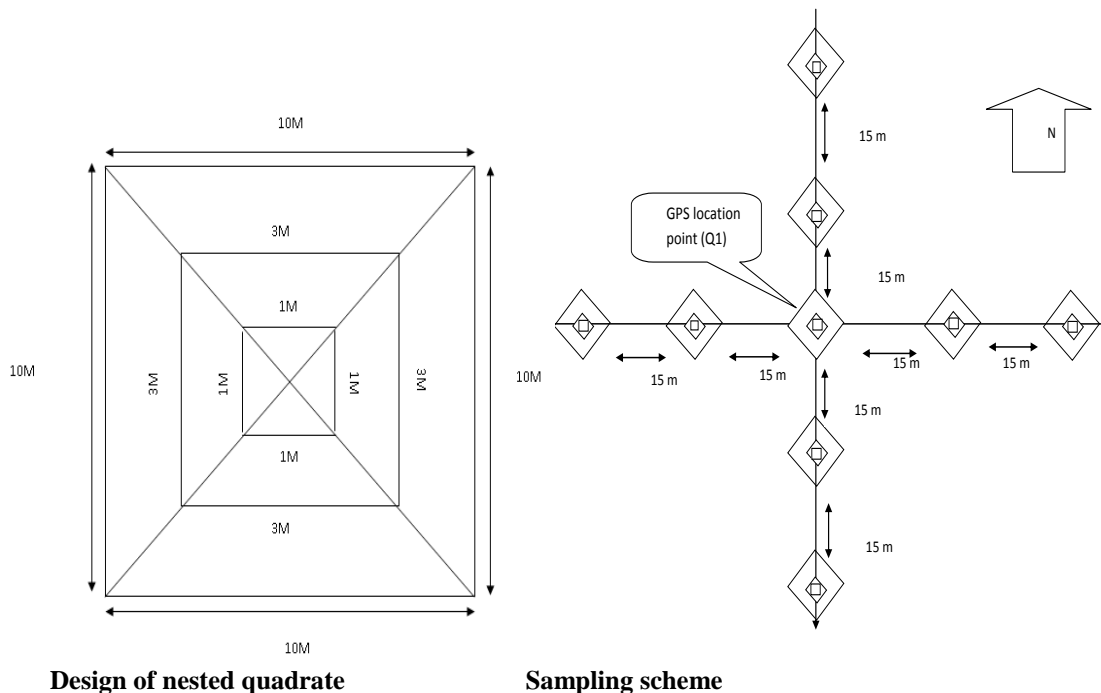 10M
3M
1M
10M
3M
1M
1M
3M
10M
1M
3M
10M
Design of nested quadrate
15 m
N
GPS location
point (Q1)
15 m
15 m
15 m
15 m
15 m
15 m
15 m
Sampling scheme